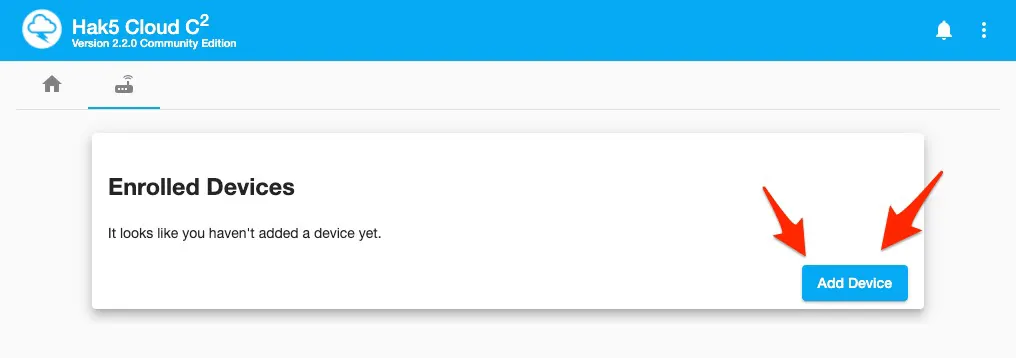 Hak5 Cloud C2
Version 2.2.0 Community Edition
Enrolled Devices
It looks like you haven't added a device yet.
Add Device